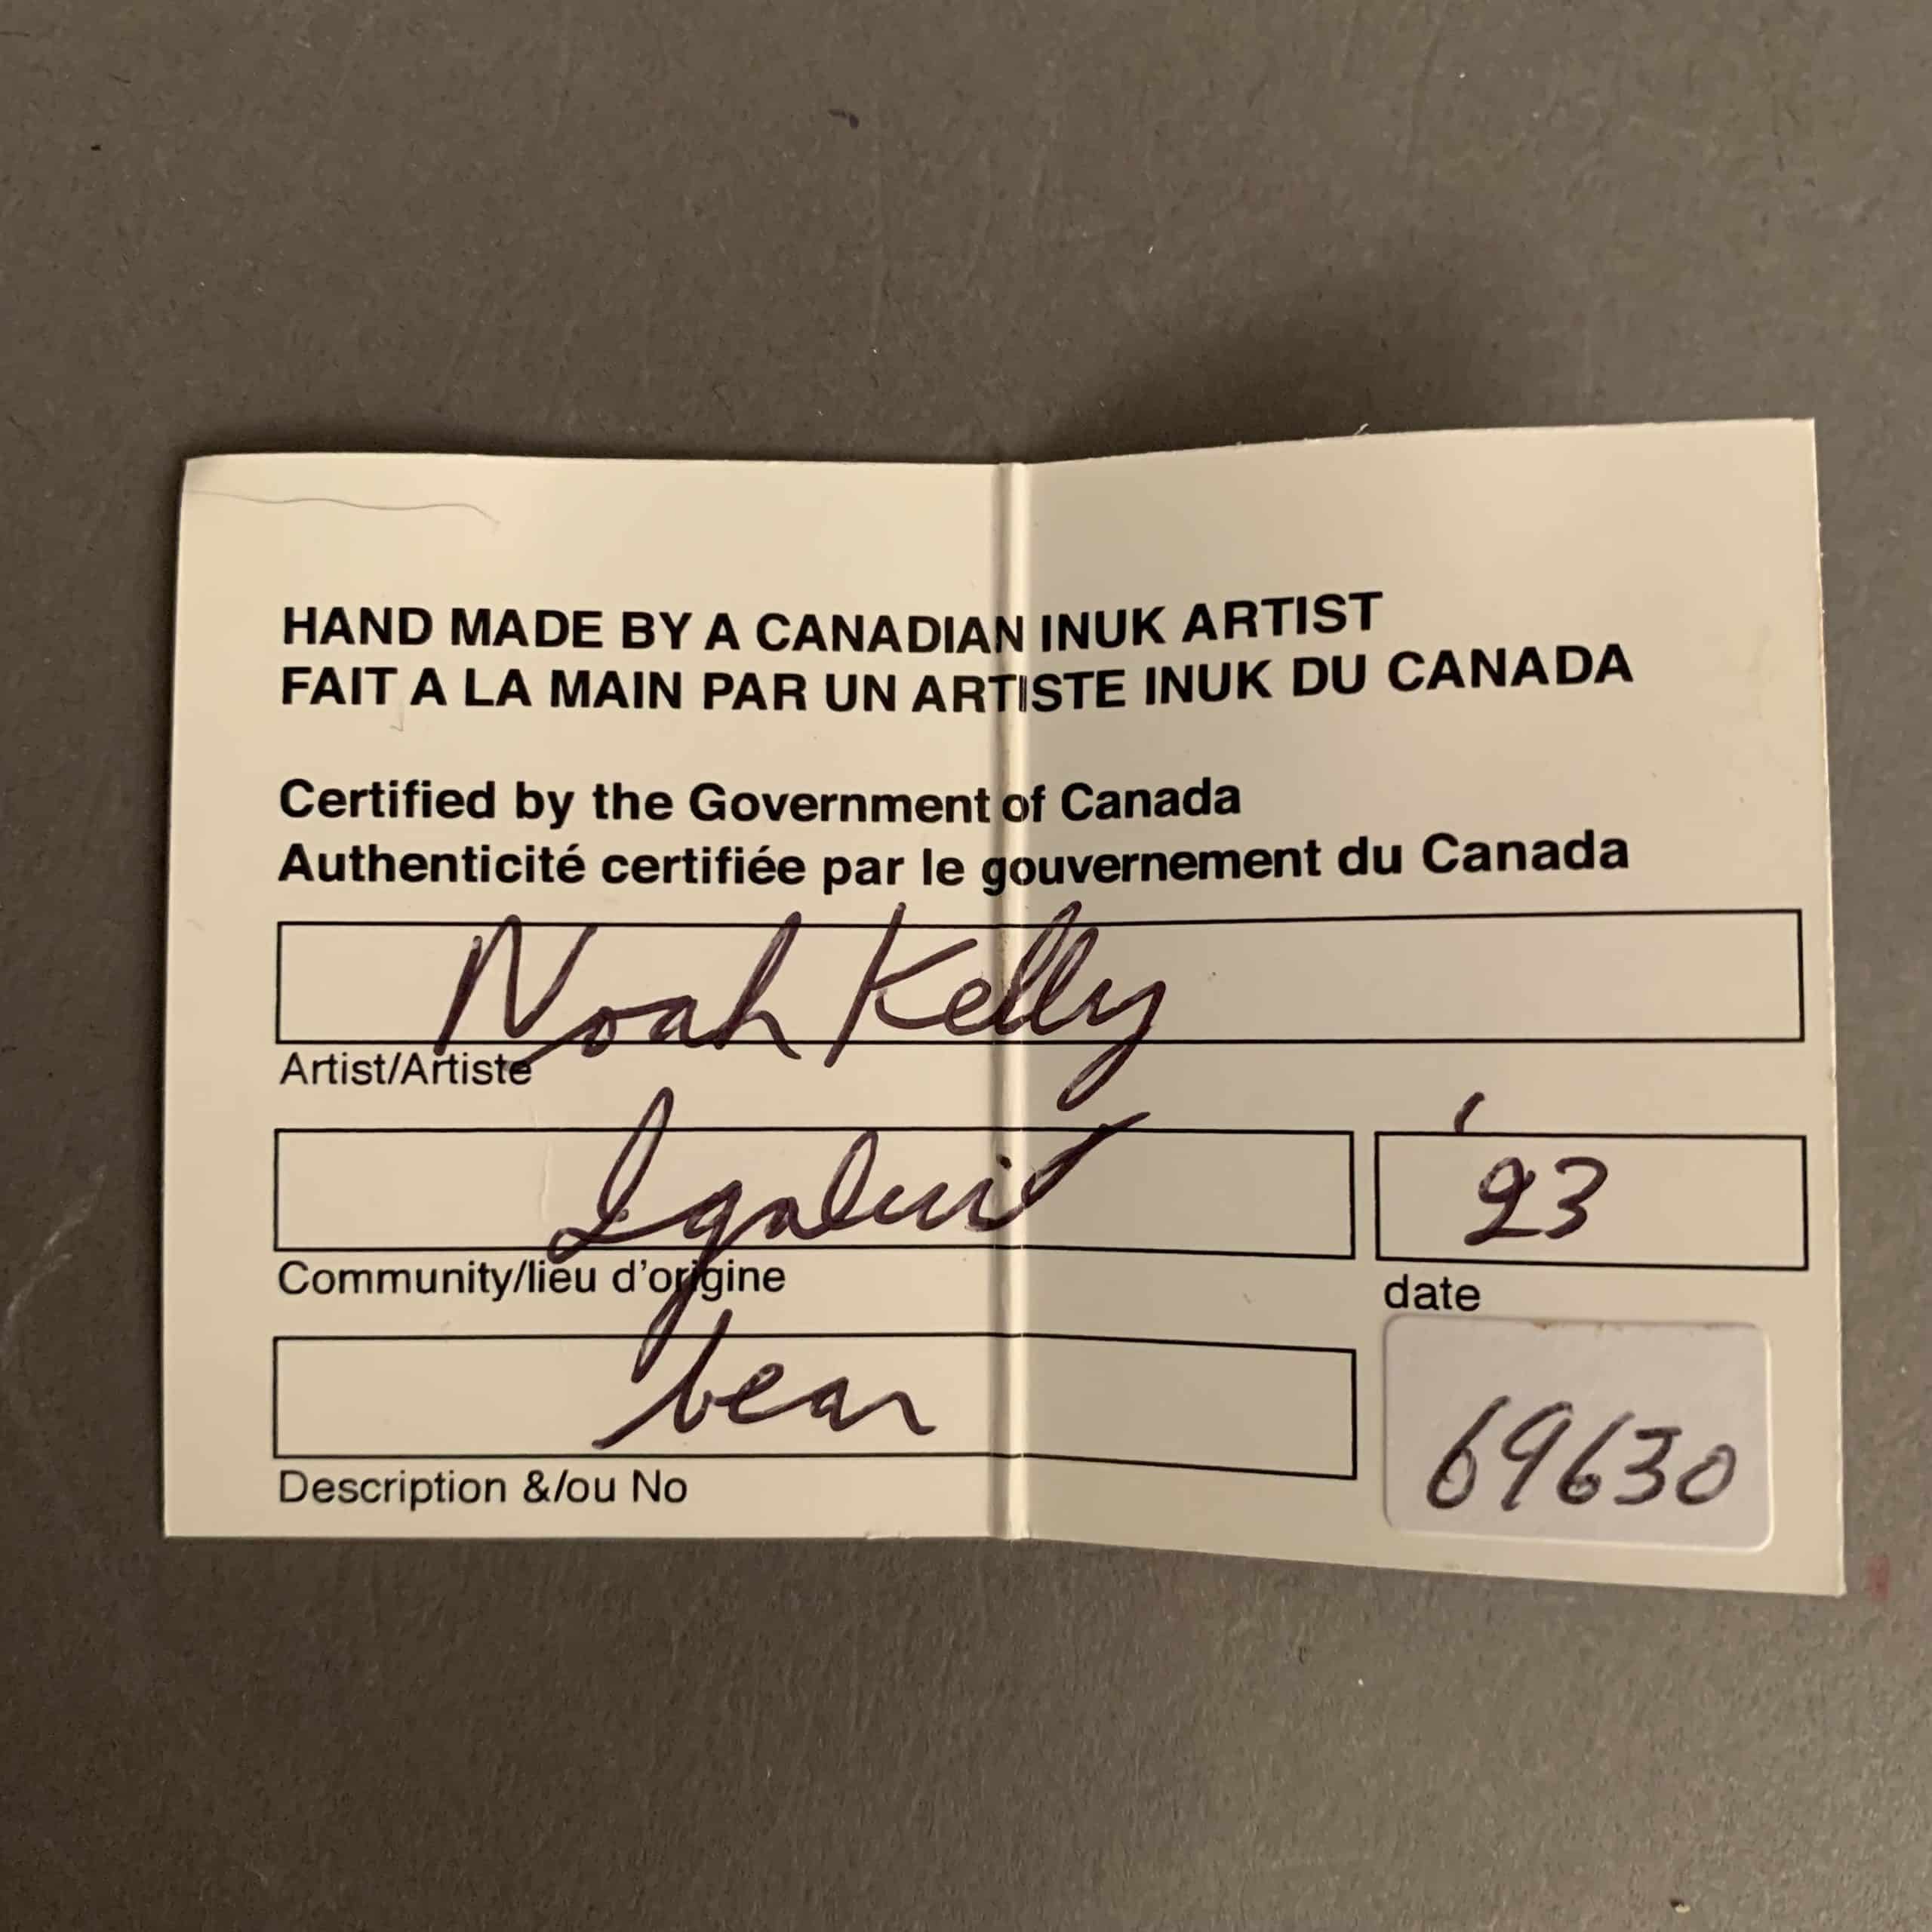 HAND MADE BY A CANADIAN INUK ARTIST
FAIT A LA MAIN PAR UN ARTISTE INUK DU CANADA
Certified by the Government of Canada
Authenticité certifiée par le gouvernement du Canada
Noah Kelly
Artist/Artiste
Iqaluit '23
Community/lieu d'origine date
bear
Description &/ou No 69630